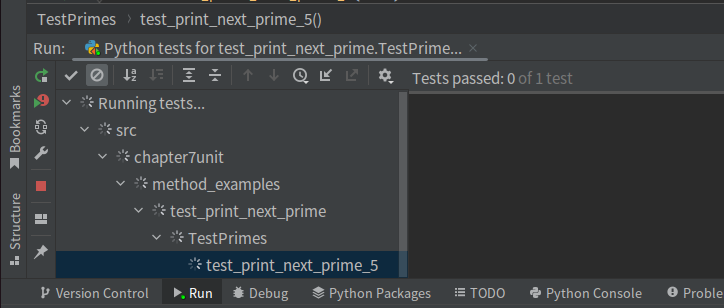 TestPrimes > test_print_next_prime_5()
Run: Python tests for test_print_next_prime.TestPrime... ×
Tests passed: 0 of 1 test
Running tests...
src
chapter7unit
method_examples
test_print_next_prime
TestPrimes
test_print_next_prime_5
Bookmarks
Structure
Version Control Run Debug Python Packages TODO Python Console Proble